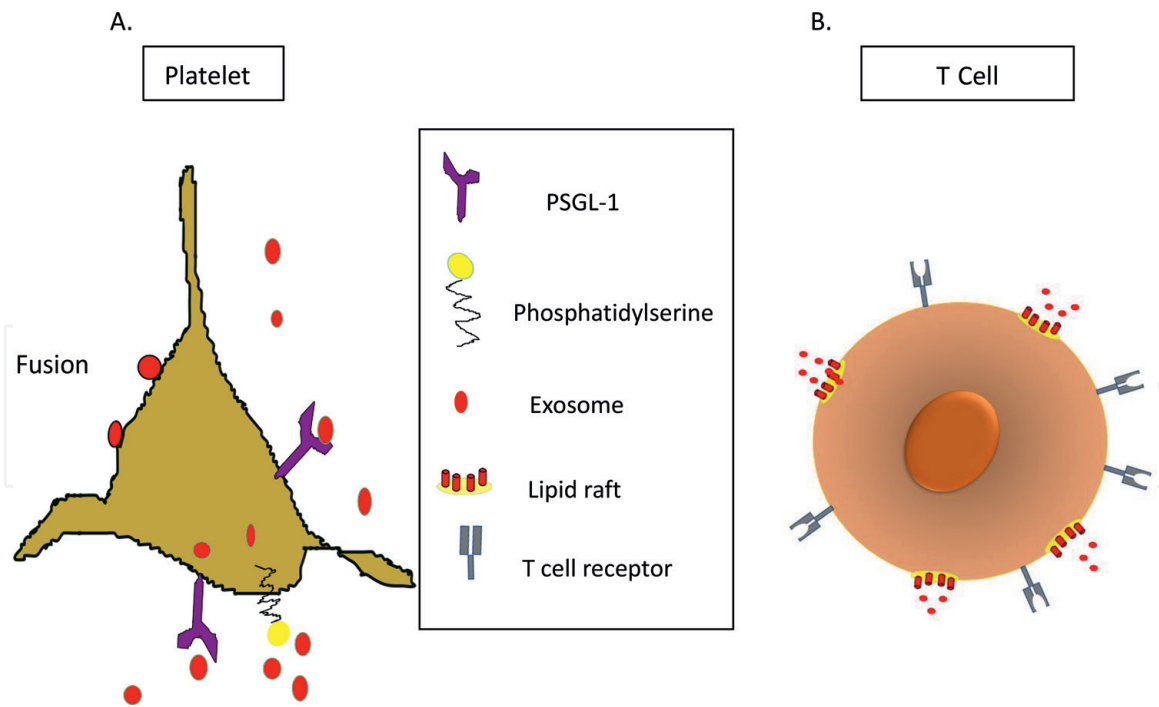 A.
Platelet
Fusion
PSGL-1
Phosphatidylserine
Exosome
Lipid raft
T cell receptor
B.
T Cell